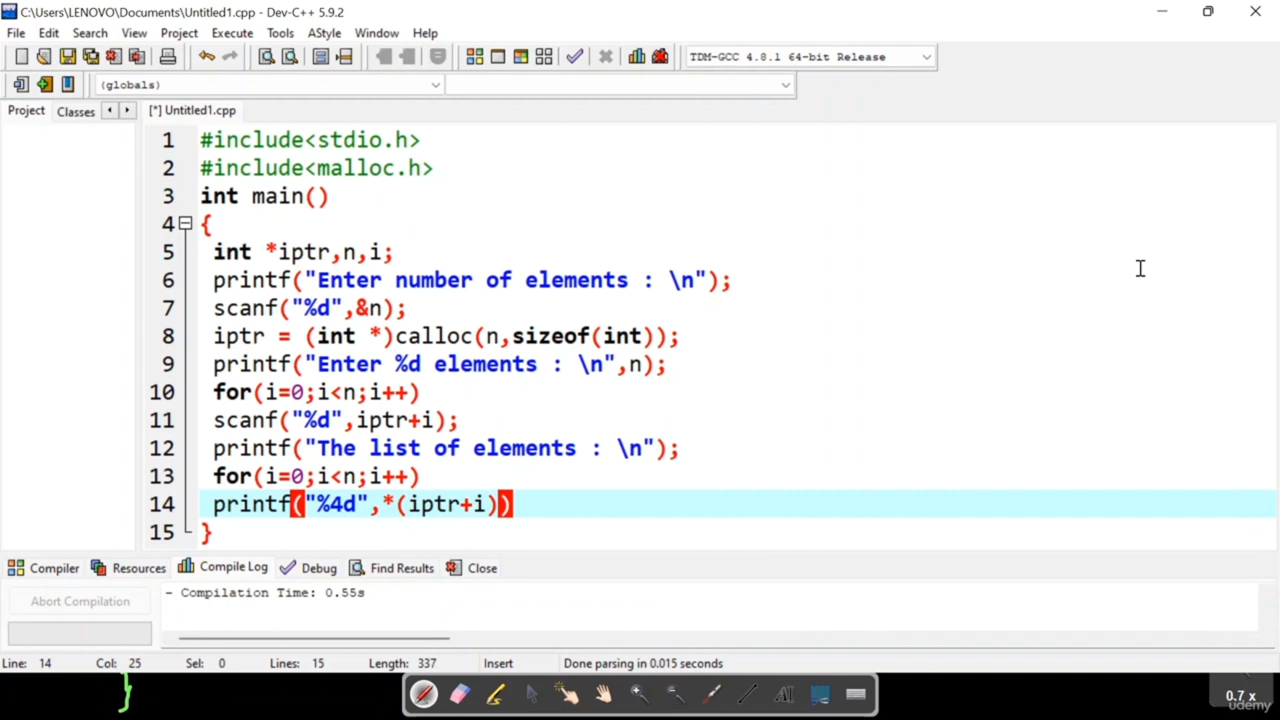 C:\Users\LENOVO\Documents\Untitled1.cpp - Dev-C++ 5.9.2
File Edit Search View Project Execute Tools AStyle Window Help
TDM-GCC 4.8.1 64-bit Release
(globals)
Project Classes [*] Untitled1.cpp
1 #include<stdio.h>
2 #include<malloc.h>
3 int main()
4 {
5 int *iptr,n,i;
6 printf("Enter number of elements : \n");
7 scanf("%d",&n);
8 iptr = (int *)calloc(n,sizeof(int));
9 printf("Enter %d elements : \n",n);
10 for(i=0;i<n;i++)
11 scanf("%d",iptr+i);
12 printf("The list of elements : \n");
13 for(i=0;i<n;i++)
14 printf("%4d",*(iptr+i))
15 }
Compiler Resources Compile Log Debug Find Results Close
Abort Compilation
- Compilation Time: 0.55s
Line: 14 Col: 25 Sel: 0 Lines: 15 Length: 337 Insert Done parsing in 0.015 seconds
}
AI
0.7 x
udemy